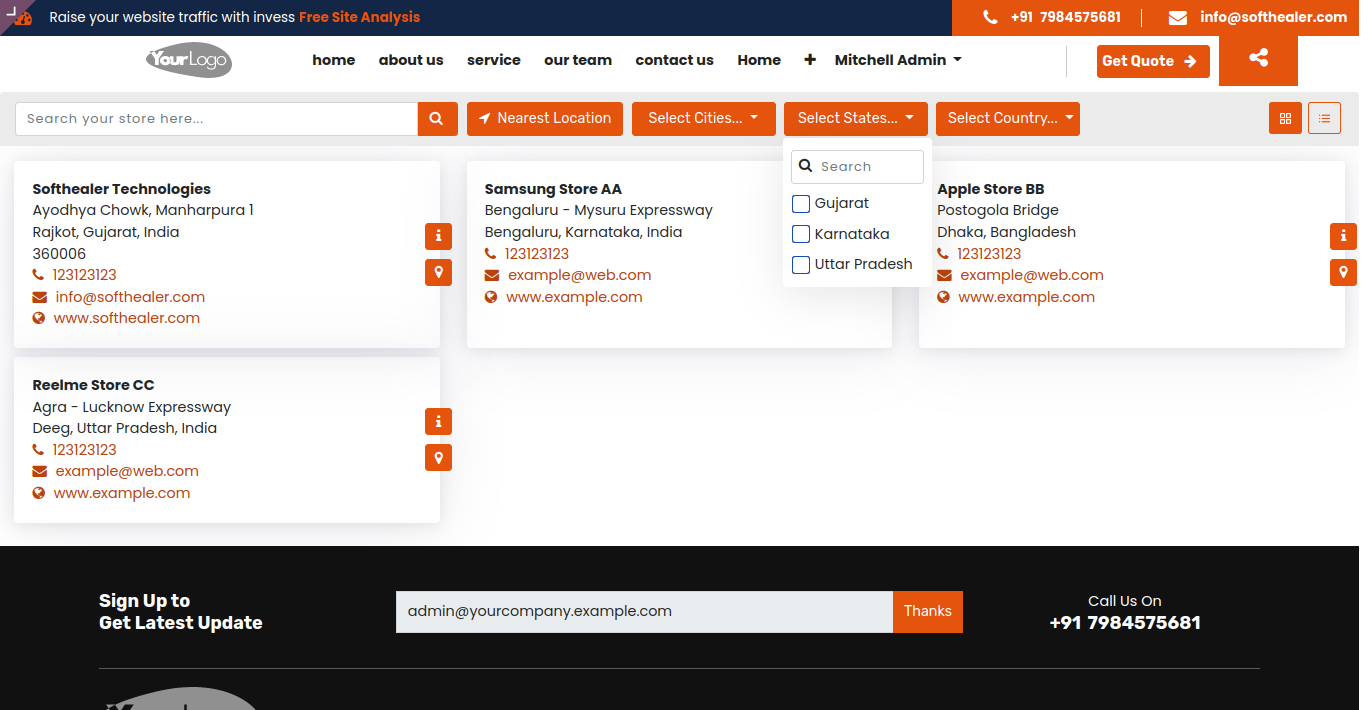 Raise your website traffic with invess Free Site Analysis
+91 7984575681
info@softhealer.com
YourLogo
home about us service our team contact us Home Mitchell Admin
Get Quote
Search your store here...
Nearest Location
Select Cities...
Select States...
Select Country...
Search
Gujarat
Karnataka
Uttar Pradesh
Softhealer Technologies
Ayodhya Chowk, Manharpura 1
Rajkot, Gujarat, India
360006
123123123
info@softhealer.com
www.softhealer.com
Samsung Store AA
Bengaluru - Mysuru Expressway
Bengaluru, Karnataka, India
123123123
example@web.com
www.example.com
Apple Store BB
Postogola Bridge
Dhaka, Bangladesh
123123123
example@web.com
www.example.com
Reelme Store CC
Agra - Lucknow Expressway
Deeg, Uttar Pradesh, India
123123123
example@web.com
www.example.com
Sign Up to
Get Latest Update
admin@yourcompany.example.com
Thanks
Call Us On
+91 7984575681